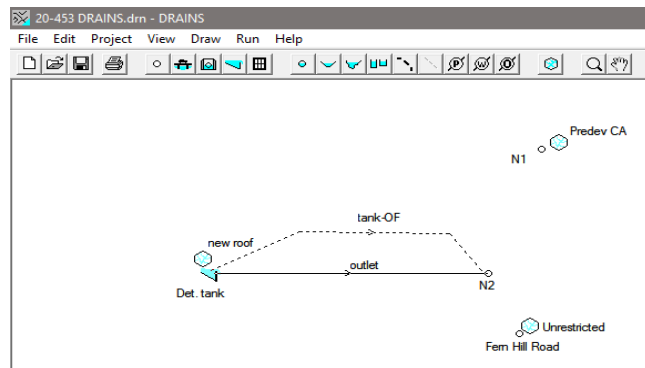 20-453 DRAINS.drn - DRAINS
File Edit Project View Draw Run Help
P W O
Predev CA
N1
tank-OF
new roof
outlet
Det. tank
N2
Unrestricted
Fern Hill Road